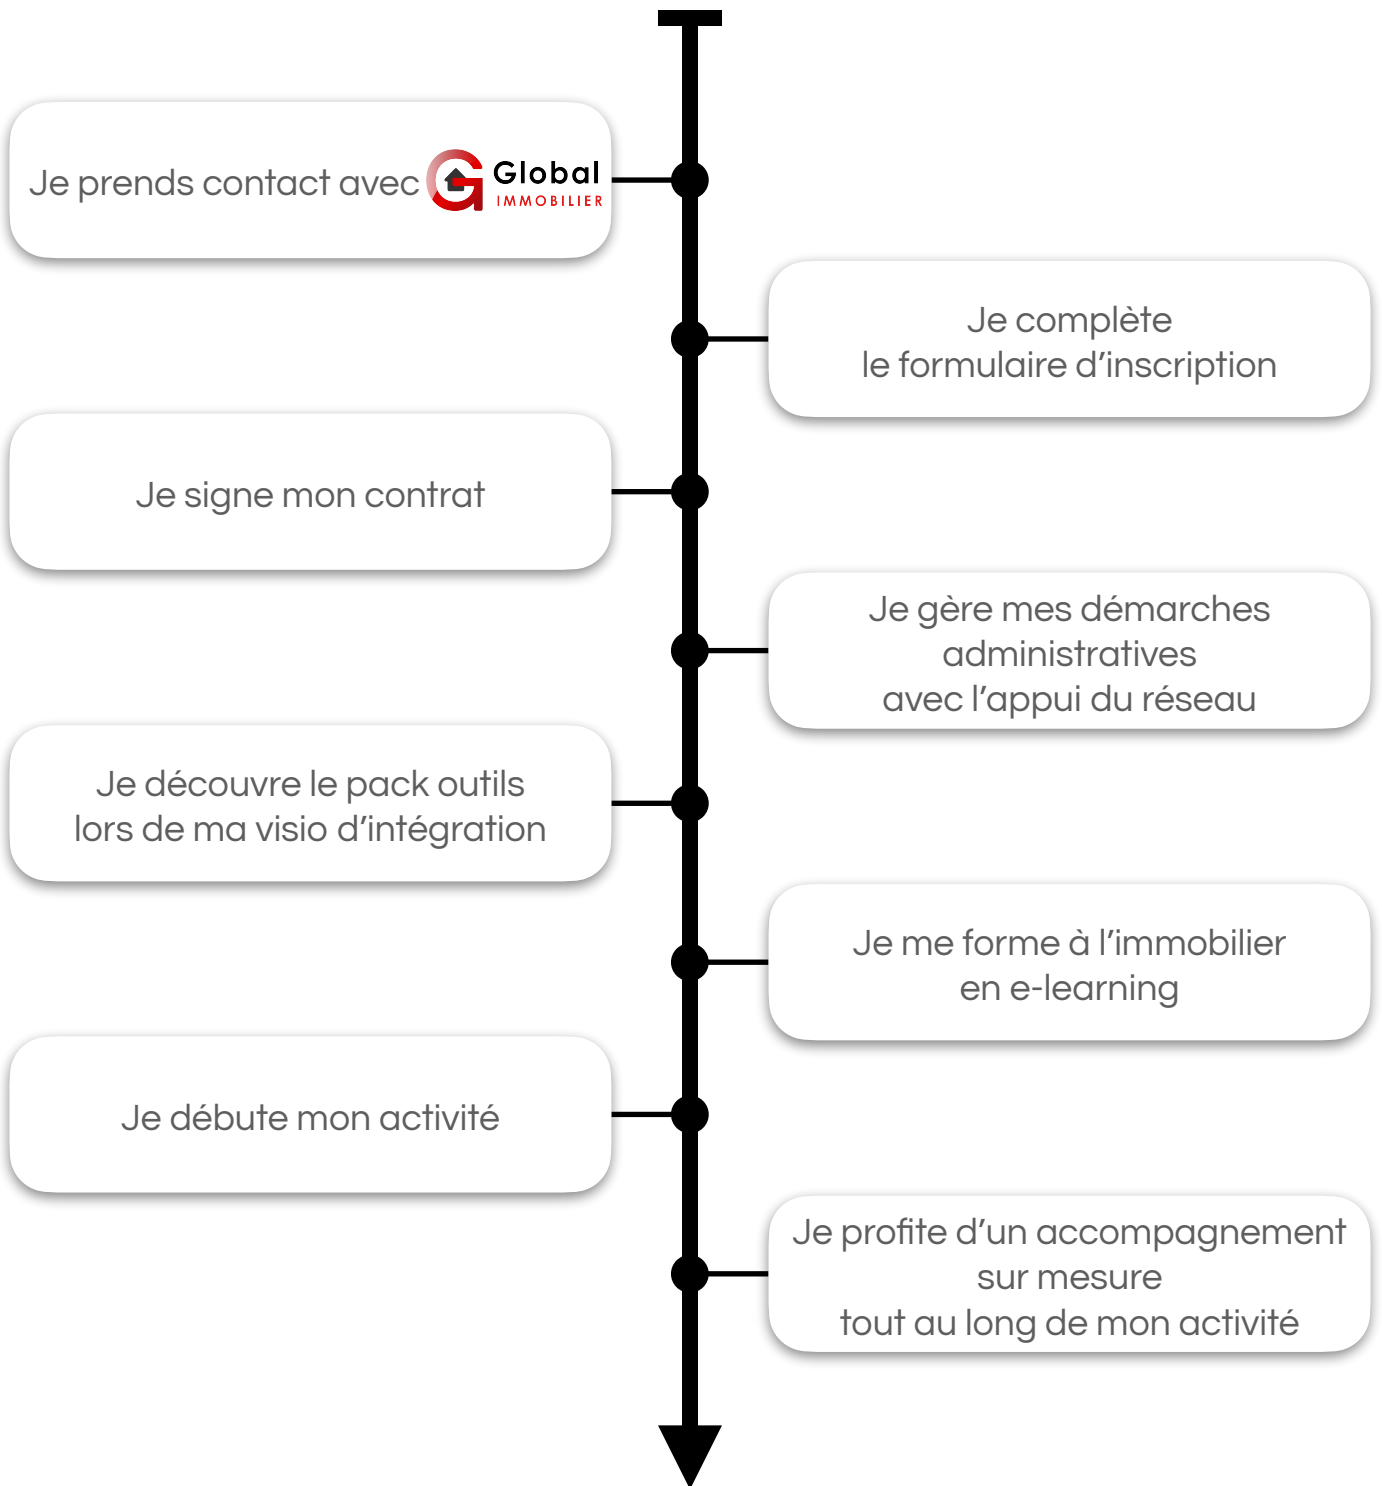 Je prends contact avec Global
IMMOBILIER
Je complète
le formulaire d’inscription
Je signe mon contrat
Je gère mes démarches
administratives
avec l’appui du réseau
Je découvre le pack outils
lors de ma visio d’intégration
Je me forme à l’immobilier
en e-learning
Je débute mon activité
Je profite d’un accompagnement
sur mesure
tout au long de mon activité